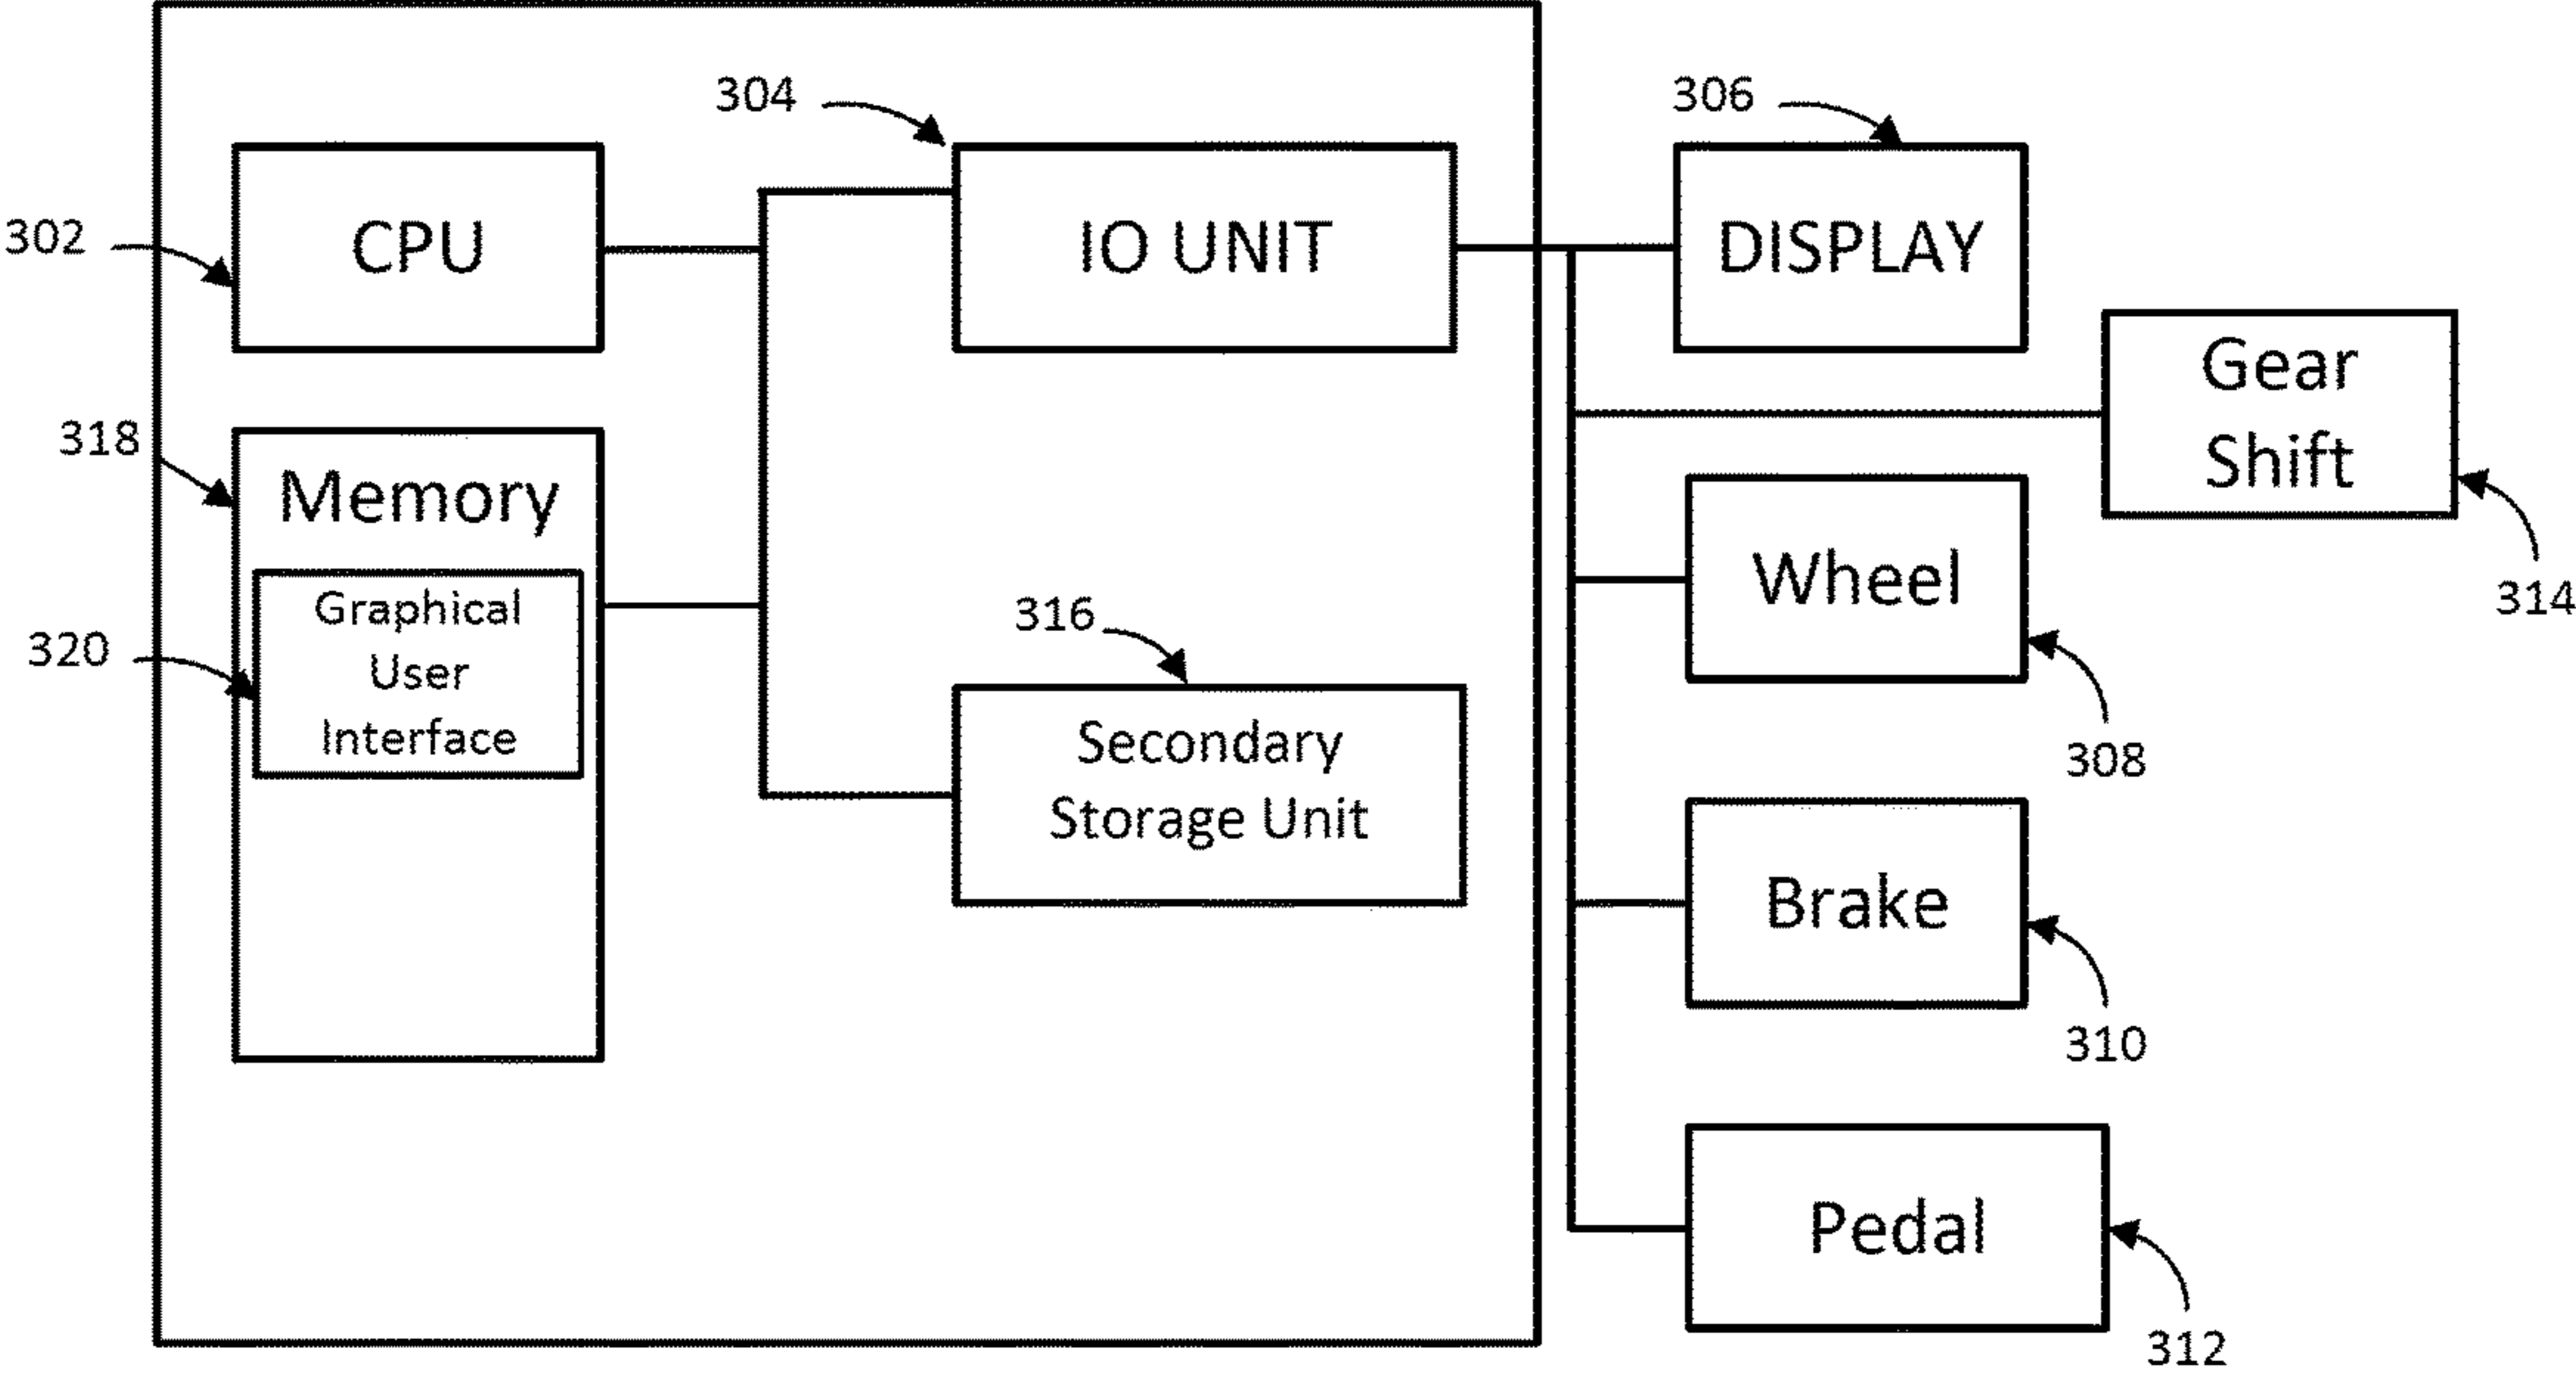 304
306
302
CPU
IO UNIT
DISPLAY
Gear
Shift
314
318
Memory
Graphical
User
Interface
320
316
Secondary
Storage Unit
Wheel
308
Brake
310
Pedal
312